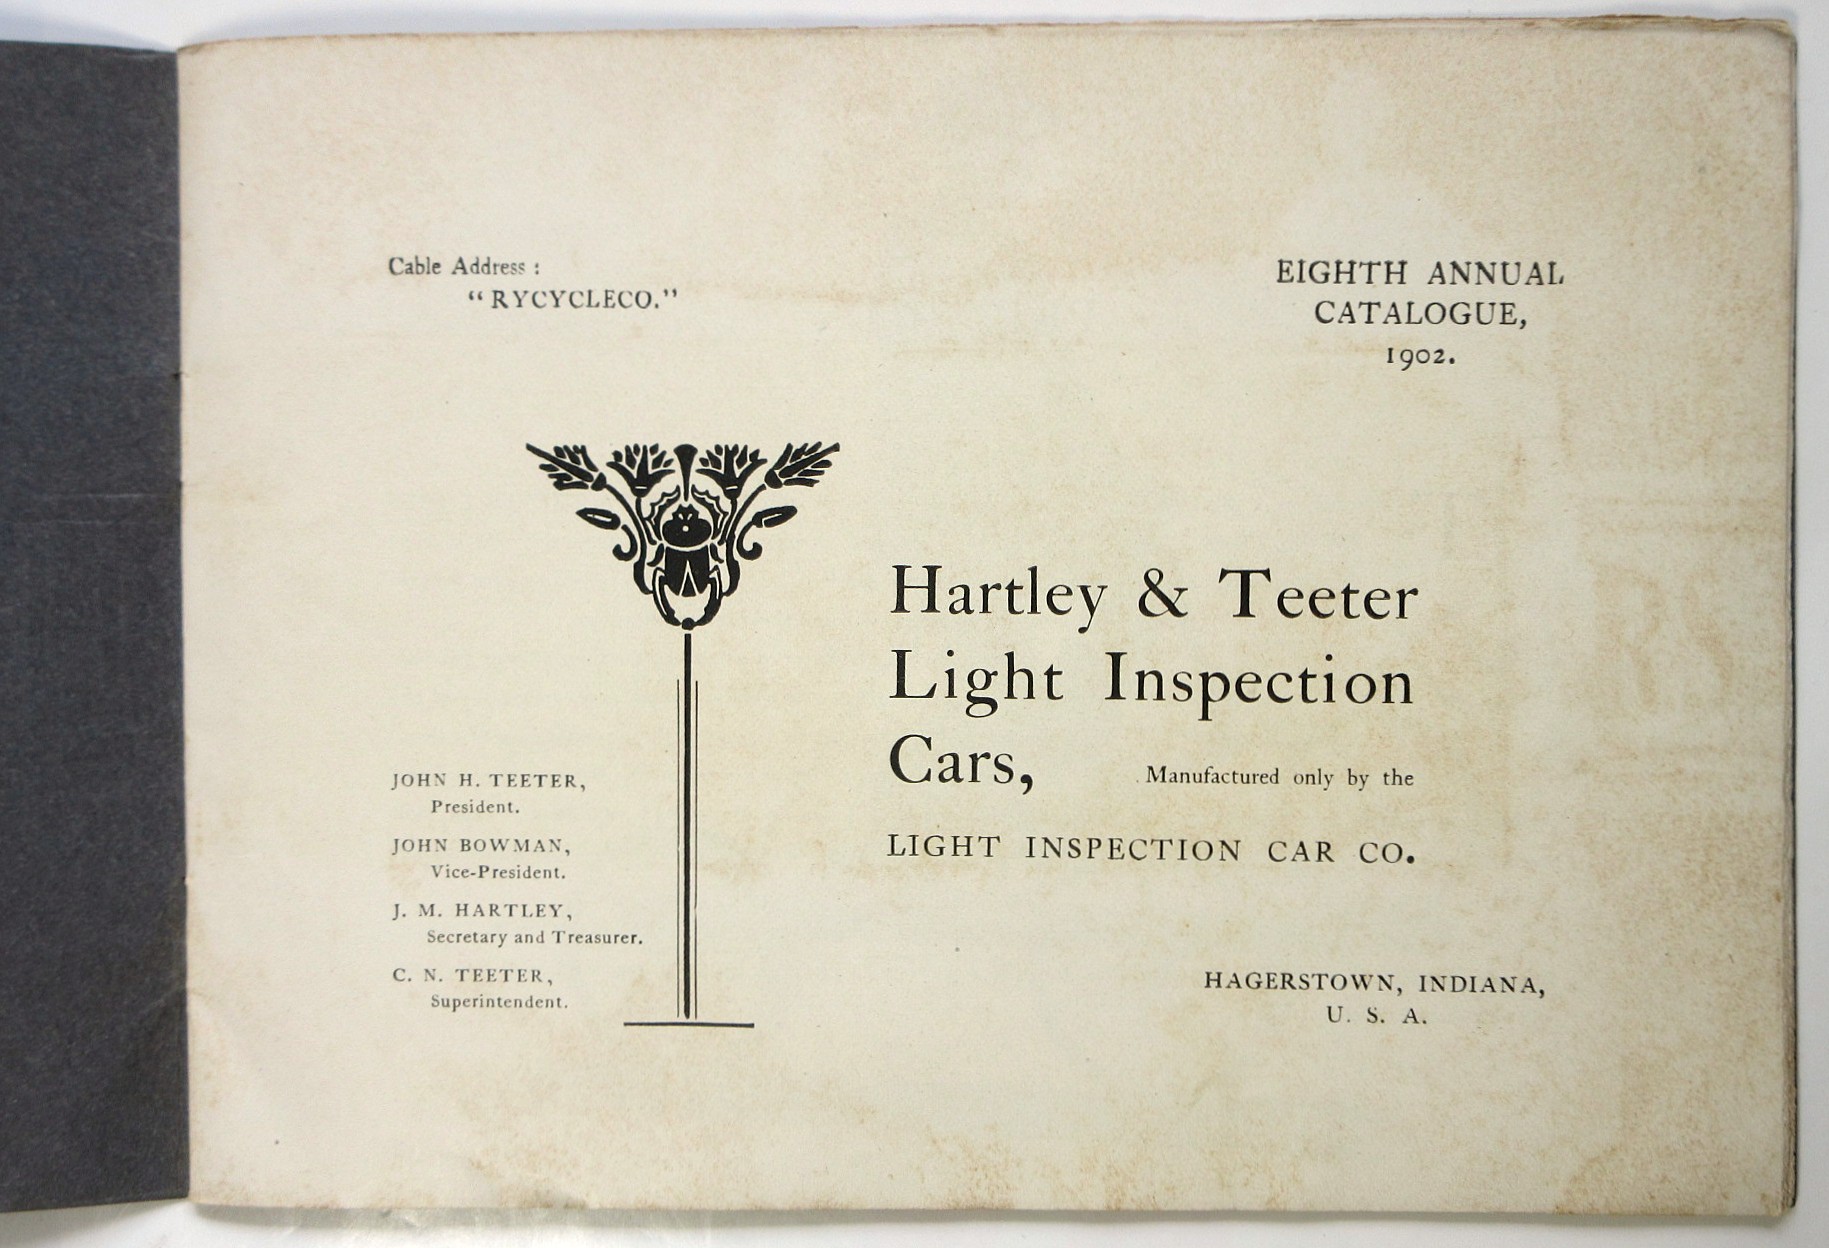 Cable Address :
"RYCYCLECO."
EIGHTH ANNUAL
CATALOGUE,
1902.
Hartley & Teeter
Light Inspection
Cars, Manufactured only by the
LIGHT INSPECTION CAR CO.
JOHN H. TEETER,
President.
JOHN BOWMAN,
Vice-President.
J. M. HARTLEY,
Secretary and Treasurer.
C. N. TEETER,
Superintendent.
HAGERSTOWN, INDIANA,
U. S. A.